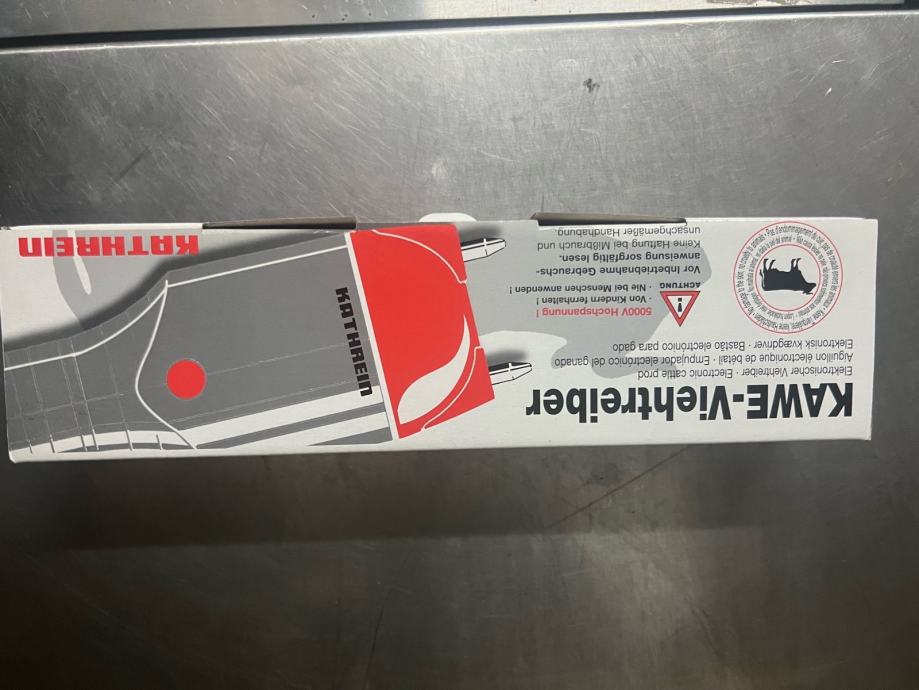 KAWE-Viehtreiber
Elektronischer Viehtreiber · Electronic cattle prod
Aiguillon électronique de bétail · Empujador electrónico del ganado
Elektronisk kvægdriver · Bastão electrónico para gado
5000V Hochspannung !
· Von Kindern fernhalten !
· Nie bei Menschen anwenden !
ACHTUNG
Vor Inbetriebnahme Gebrauchs-
anweisung sorgfältig lesen.
Keine Haftung bei Mißbrauch und
unsachgemäßer Handhabung.
KATHREIN
KATHREIN